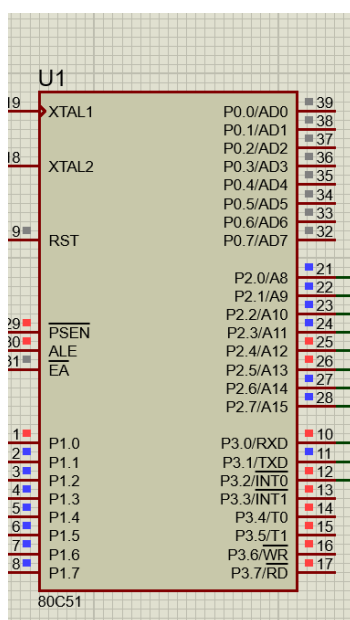 U1
19 XTAL1 P0.0/AD0 39
P0.1/AD1 38
P0.2/AD2 37
18 XTAL2 P0.3/AD3 36
P0.4/AD4 35
P0.5/AD5 34
P0.6/AD6 33
9 RST P0.7/AD7 32
P2.0/A8 21
P2.1/A9 22
P2.2/A10 23
29 PSEN P2.3/A11 24
30 ALE P2.4/A12 25
31 EA P2.5/A13 26
P2.6/A14 27
P2.7/A15 28
1 P1.0 P3.0/RXD 10
2 P1.1 P3.1/TXD 11
3 P1.2 P3.2/INT0 12
4 P1.3 P3.3/INT1 13
5 P1.4 P3.4/T0 14
6 P1.5 P3.5/T1 15
7 P1.6 P3.6/WR 16
8 P1.7 P3.7/RD 17
80C51